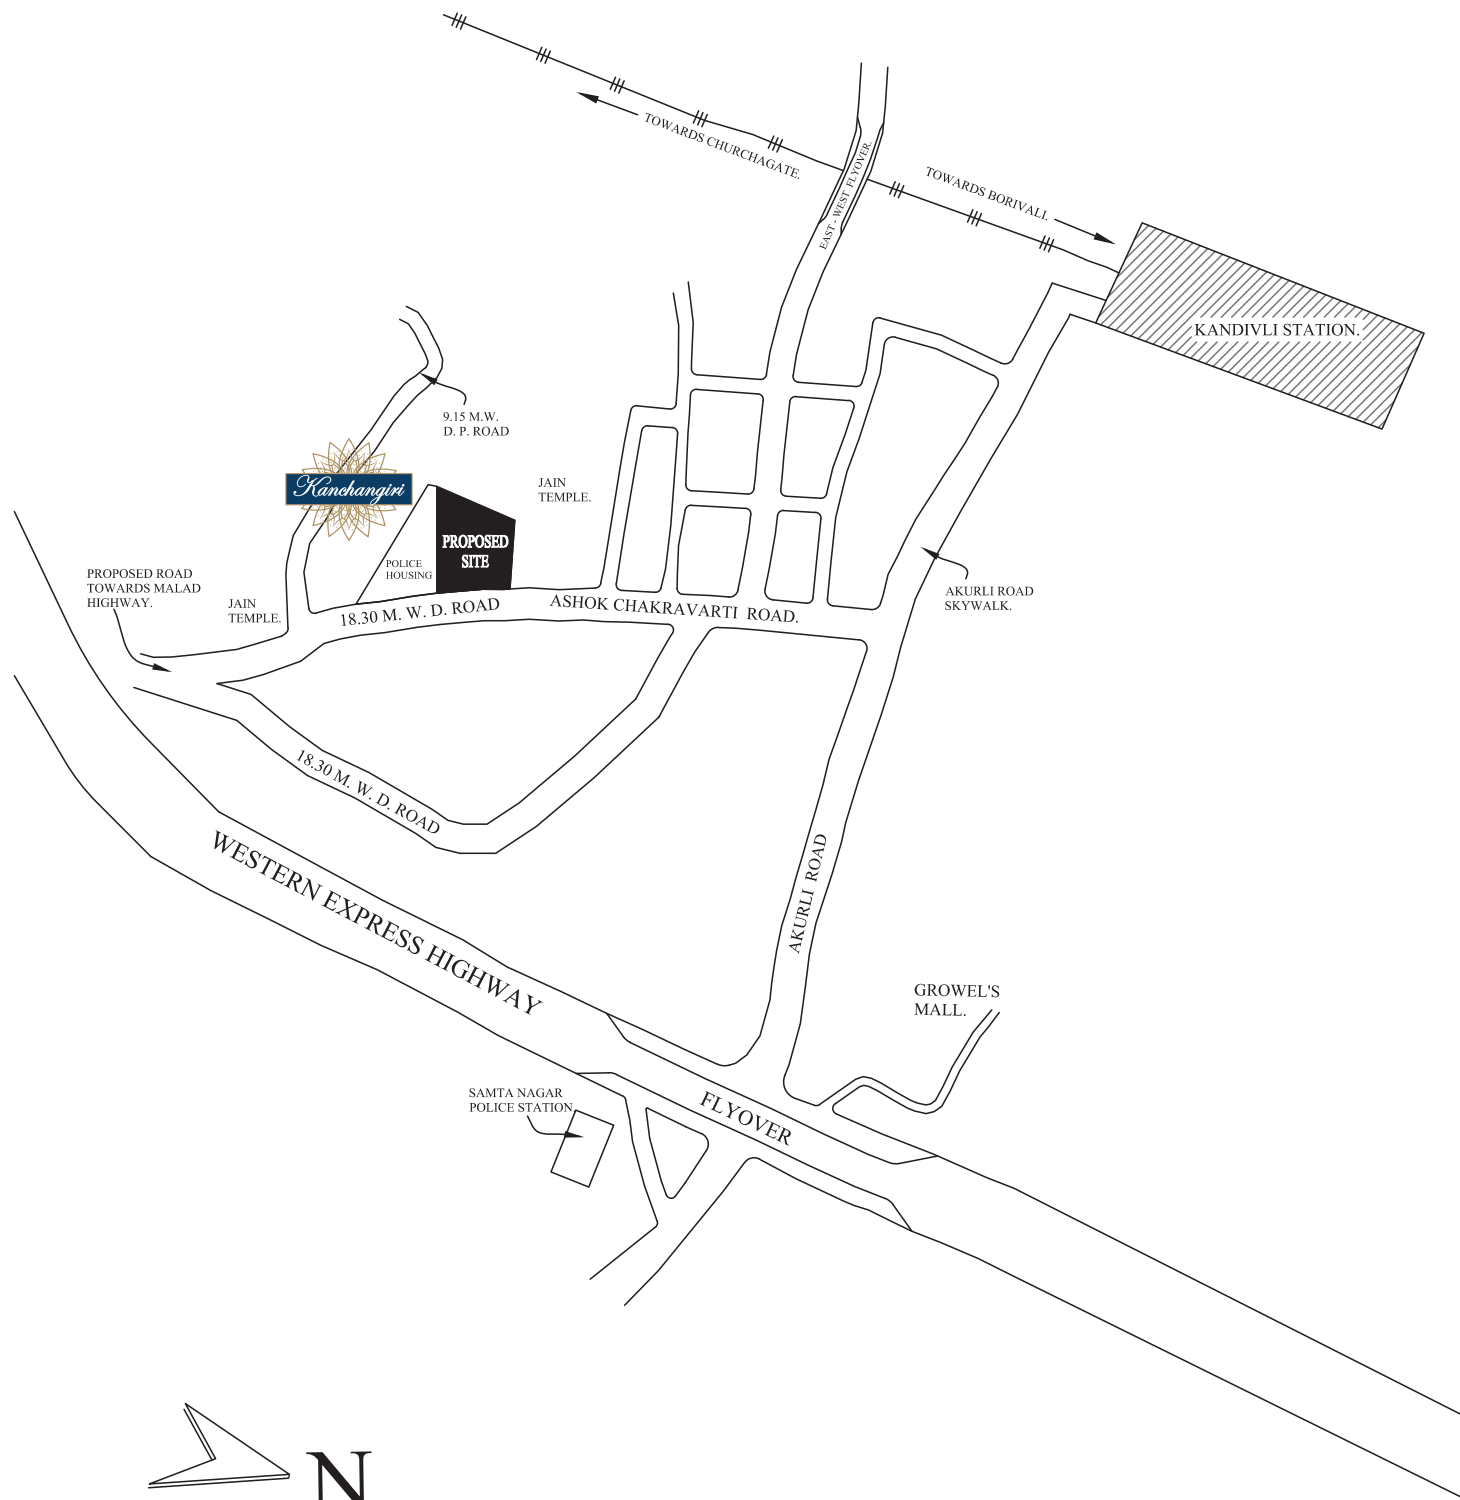 TOWARDS CHURCHAGATE.
EAST - WEST FLYOVER.
TOWARDS BORIVALI.
KANDIVLI STATION.
9.15 M.W.
D. P. ROAD
Kanchangiri
JAIN
TEMPLE.
PROPOSED
SITE
POLICE
HOUSING
PROPOSED ROAD
TOWARDS MALAD
HIGHWAY.
JAIN
TEMPLE.
18.30 M. W. D. ROAD
ASHOK CHAKRAVARTI ROAD.
AKURLI ROAD
SKYWALK.
18.30 M. W. D. ROAD
WESTERN EXPRESS HIGHWAY
AKURLI ROAD
GROWEL'S
MALL.
SAMTA NAGAR
POLICE STATION
FLYOVER
N